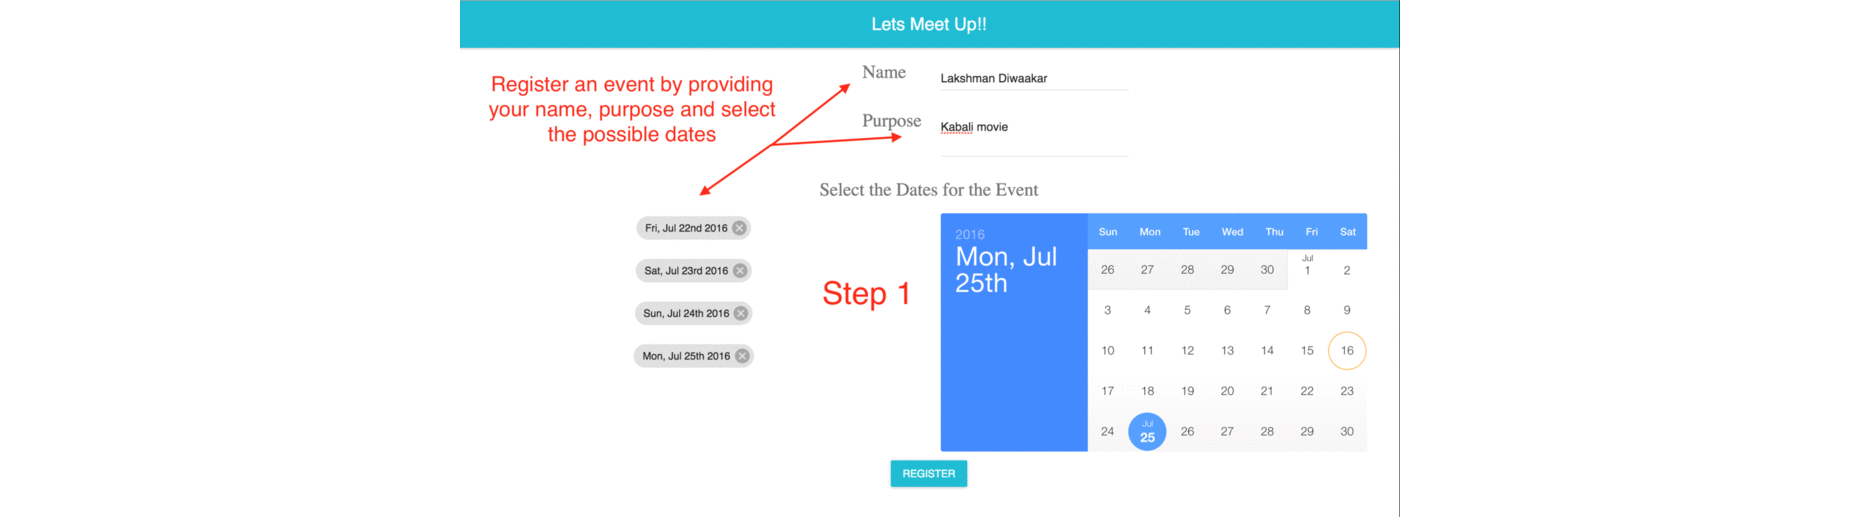 Lets Meet Up!!
Register an event by providing
your name, purpose and select
the possible dates
Name
Lakshman Diwaakar
Purpose
Kabali movie
Select the Dates for the Event
Fri, Jul 22nd 2016
Sat, Jul 23rd 2016
Sun, Jul 24th 2016
Mon, Jul 25th 2016
Step 1
2016
Mon, Jul
25th
Sun Mon Tue Wed Thu Fri Sat
26 27 28 29 30 Jul 1 2
3 4 5 6 7 8 9
10 11 12 13 14 15 16
17 18 19 20 21 22 23
24 Jul 25 26 27 28 29 30
REGISTER